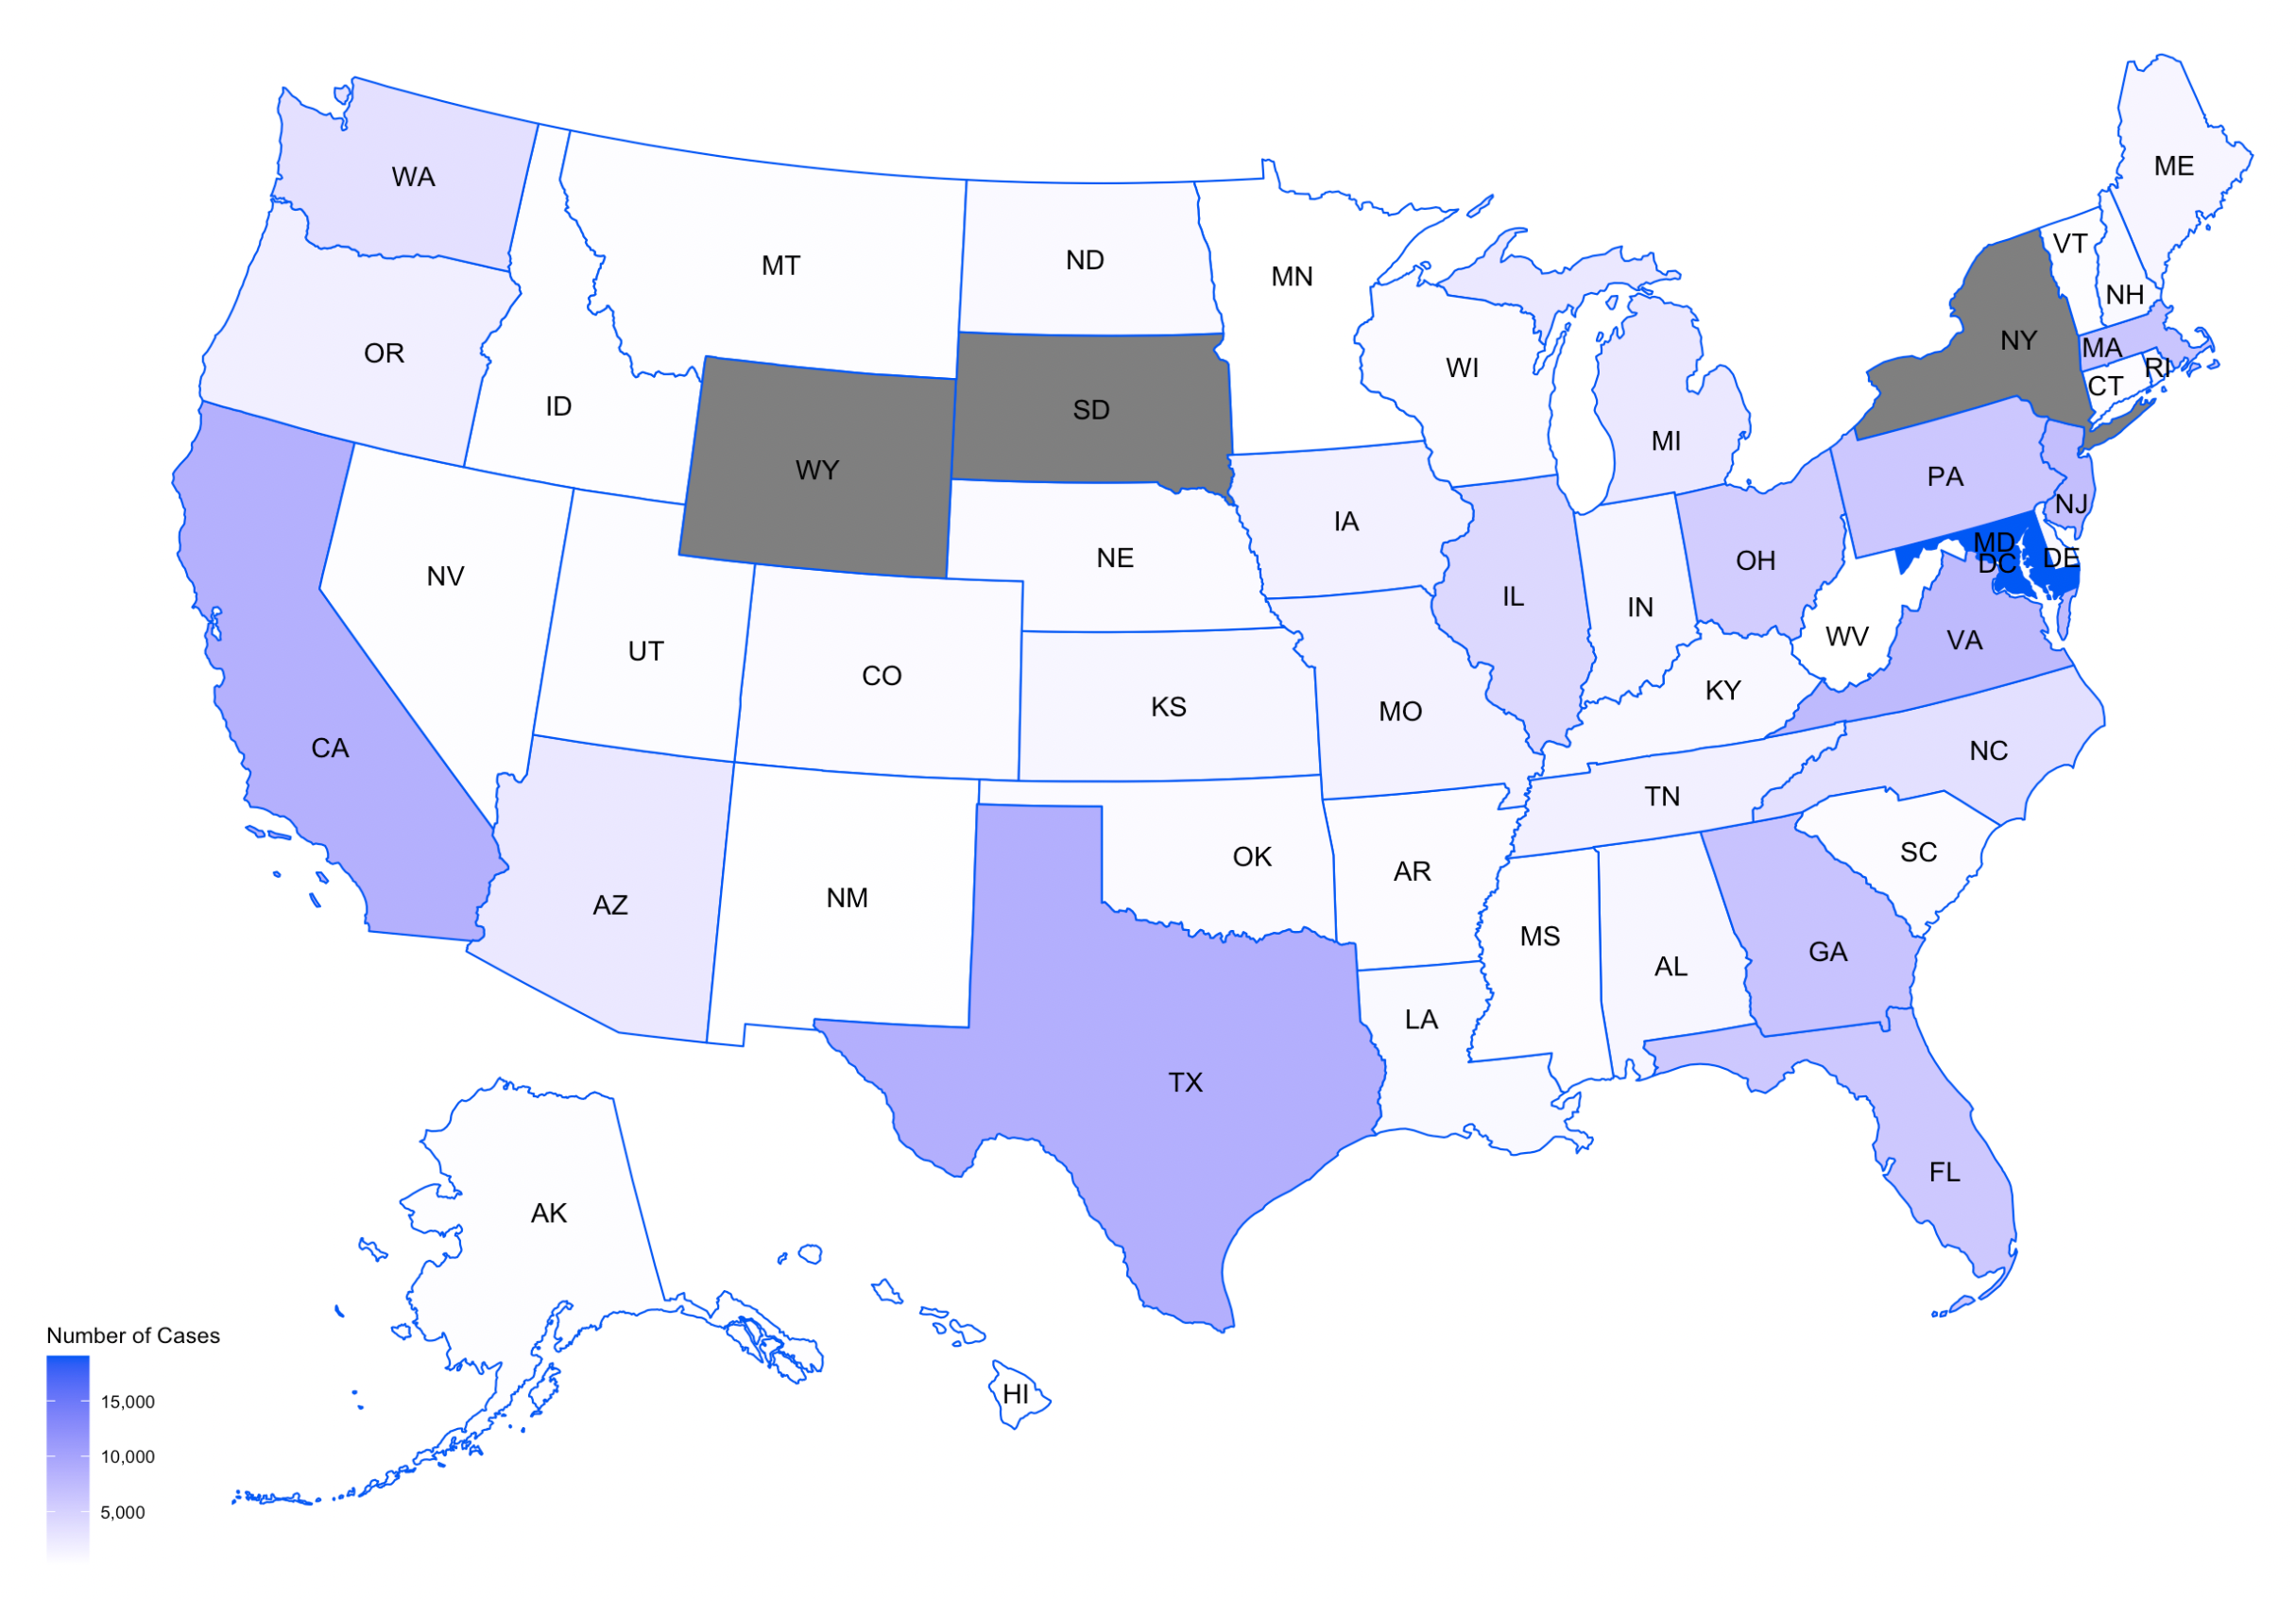 WA
ME
VT
ND
MT
MN
NH
NY
OR
MA
WI
RI
CT
ID
SD
MI
WY
PA
NJ
IA
MD
DE
NE
OH
DC
NV
IL
IN
WV
VA
UT
CO
KY
KS
MO
CA
NC
TN
SC
OK
AR
NM
AZ
MS
GA
AL
LA
TX
FL
AK
HI
Number of Cases
15,000
10,000
5,000